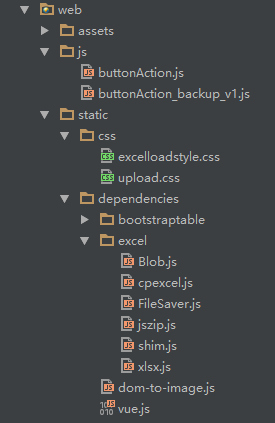 web
assets
js
buttonAction.js
buttonAction_backup_v1.js
static
css
excelloadstyle.css
upload.css
dependencies
bootstraptable
excel
Blob.js
cpexcel.js
FileSaver.js
jszip.js
shim.js
xlsx.js
dom-to-image.js
vue.js